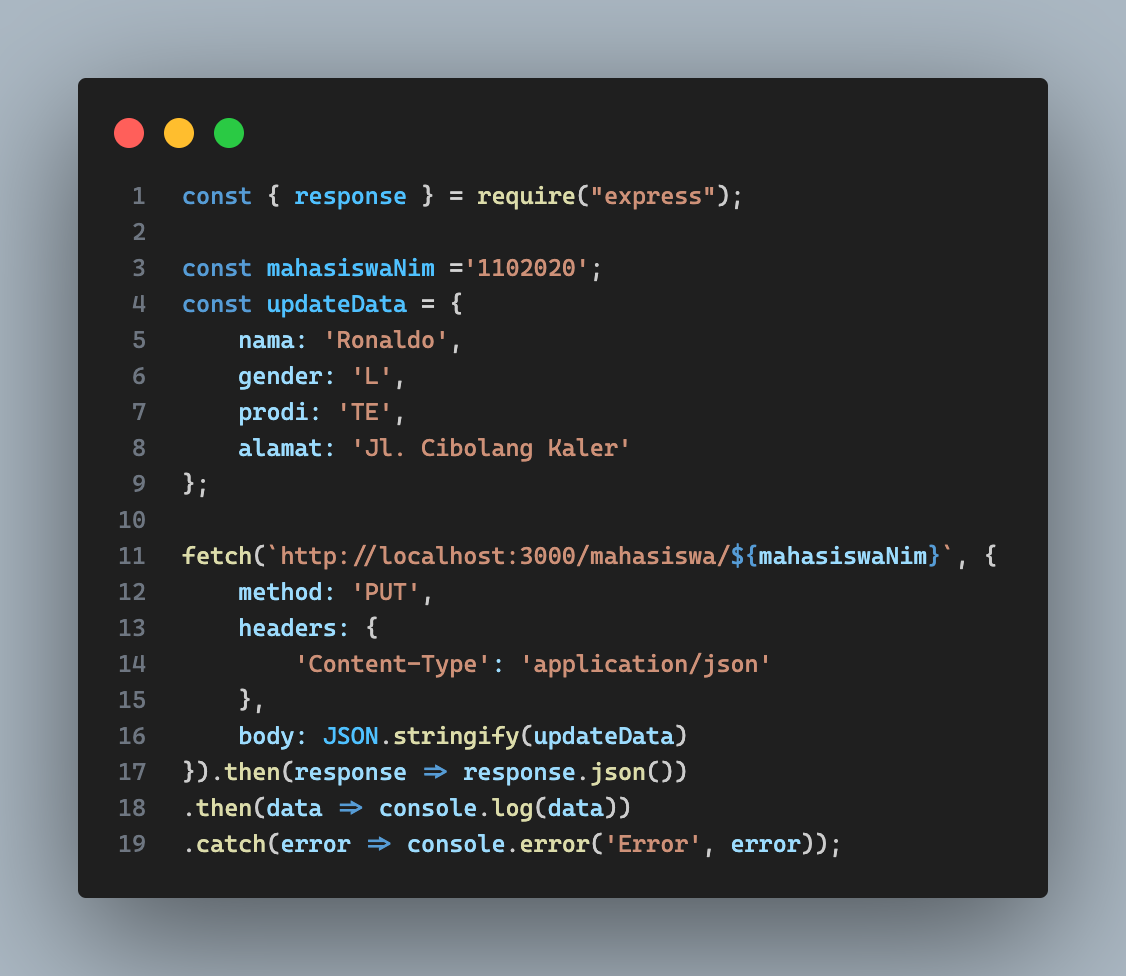 1 const { response } = require("express");
2
3 const mahasiswaNim ='1102020';
4 const updateData = {
5     nama: 'Ronaldo',
6     gender: 'L',
7     prodi: 'TE',
8     alamat: 'Jl. Cibolang Kaler'
9 };
10
11 fetch(`http://localhost:3000/mahasiswa/${mahasiswaNim}`, {
12     method: 'PUT',
13     headers: {
14         'Content-Type': 'application/json'
15     },
16     body: JSON.stringify(updateData)
17 }).then(response => response.json())
18 .then(data => console.log(data))
19 .catch(error => console.error('Error', error));